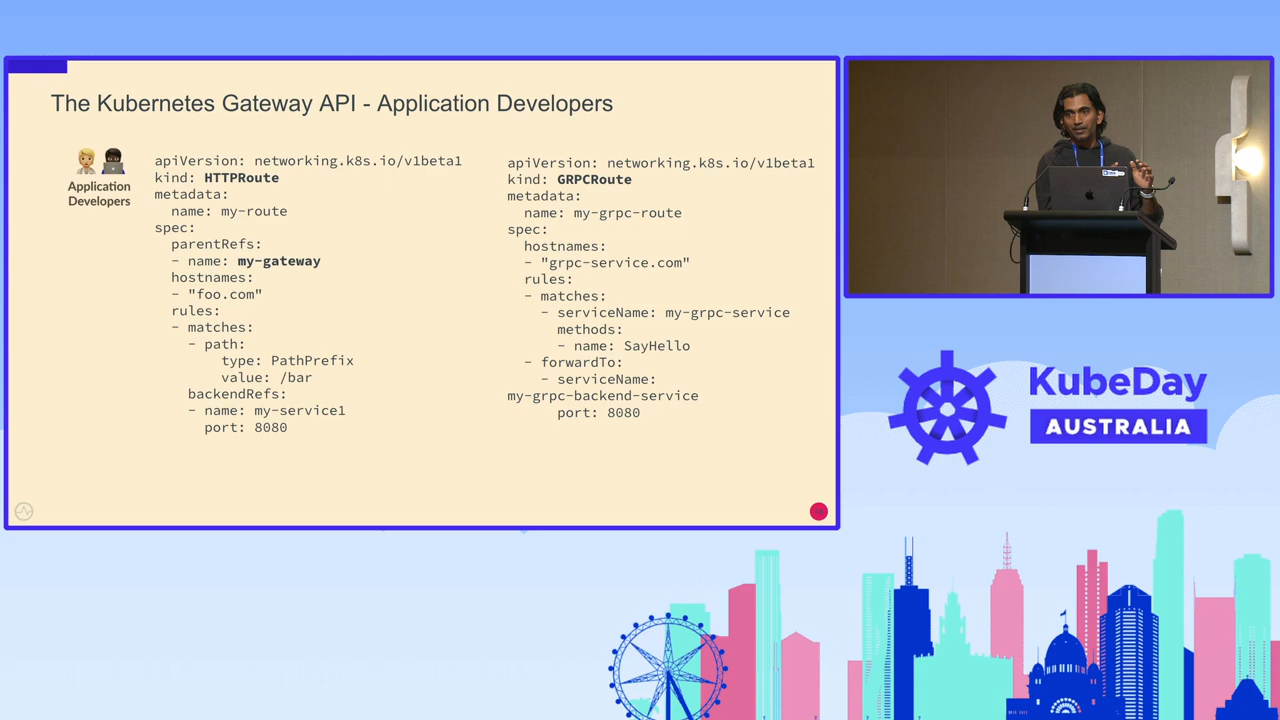 The Kubernetes Gateway API - Application Developers
Application
Developers
apiVersion: networking.k8s.io/v1beta1
kind: HTTPRoute
metadata:
  name: my-route
spec:
  parentRefs:
  - name: my-gateway
  hostnames:
  - "foo.com"
  rules:
  - matches:
    - path:
        type: PathPrefix
        value: /bar
    backendRefs:
    - name: my-service1
      port: 8080
apiVersion: networking.k8s.io/v1beta1
kind: GRPCRoute
metadata:
  name: my-grpc-route
spec:
  hostnames:
  - "grpc-service.com"
  rules:
  - matches:
    - serviceName: my-grpc-service
      methods:
      - name: SayHello
  - forwardTo:
    - serviceName:
my-grpc-backend-service
      port: 8080
KubeDay
AUSTRALIA